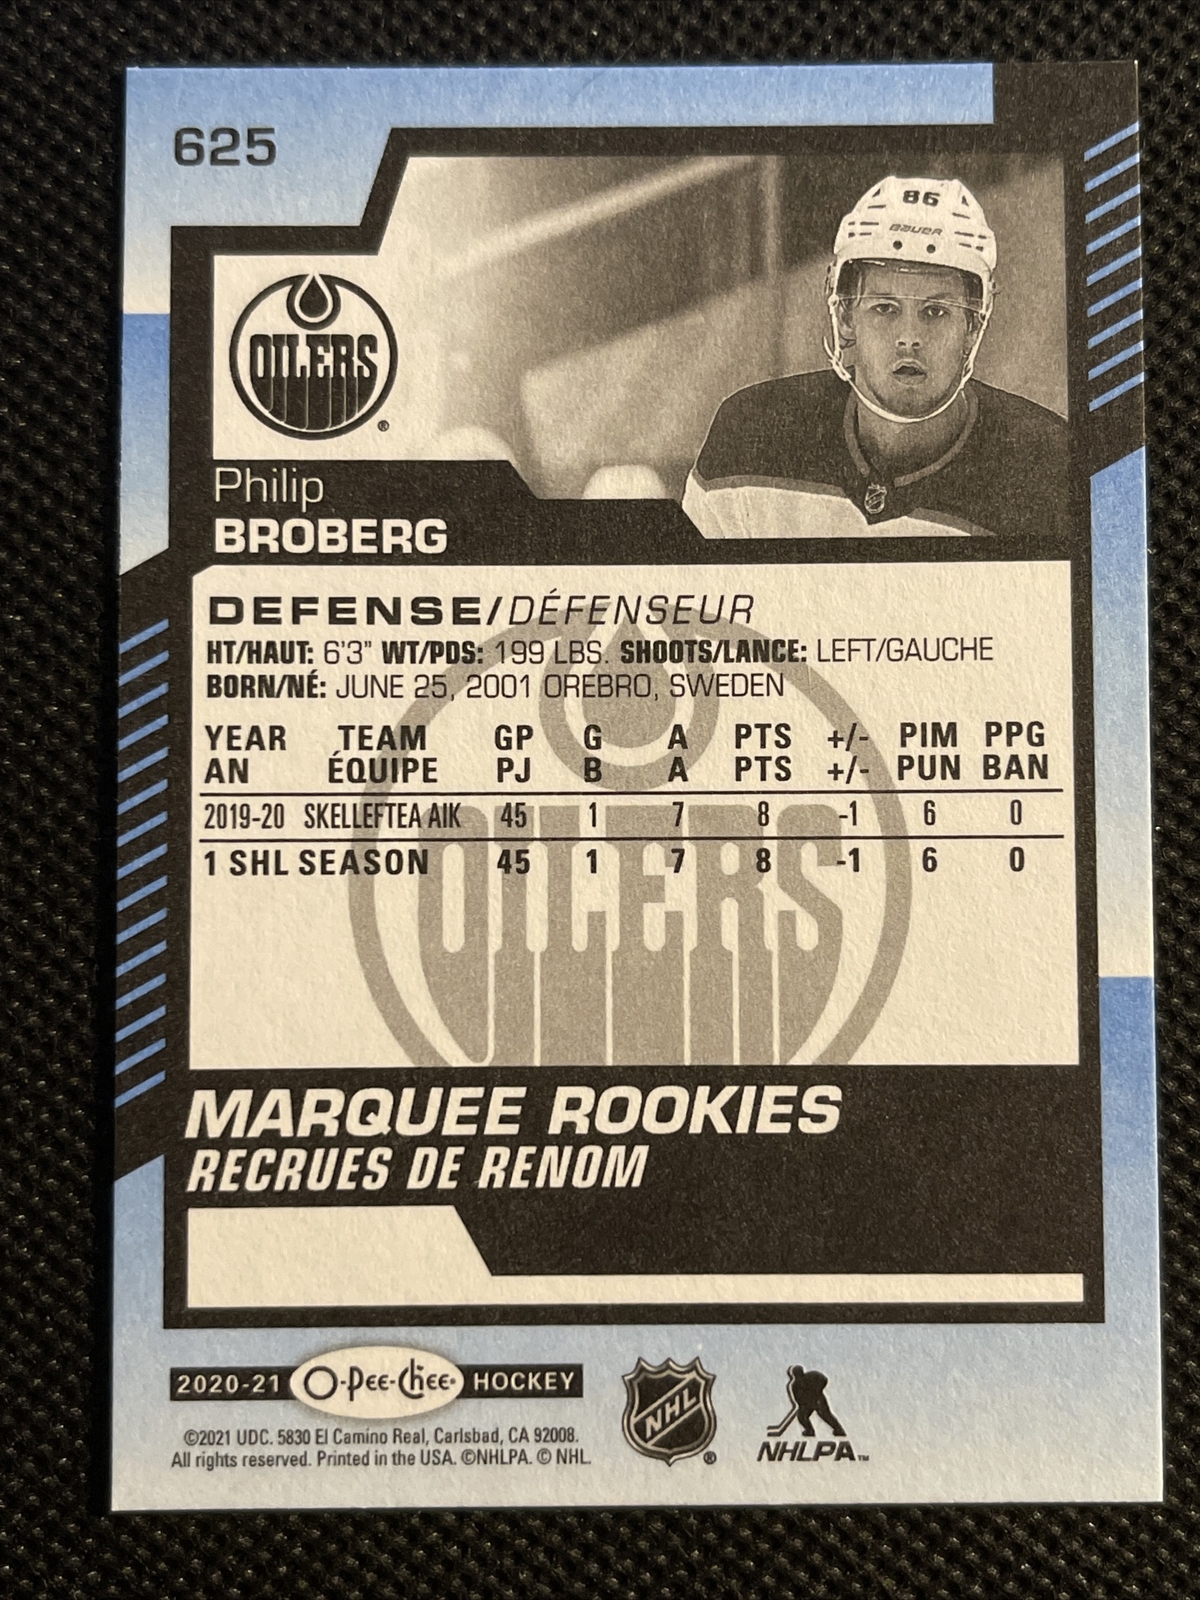 625
86
BAUER
OILERS
®
Philip
BROBERG
DEFENSE/DÉFENSEUR
HT/HAUT: 6'3" WT/PDS: 199 LBS. SHOOTS/LANCE: LEFT/GAUCHE
BORN/NÉ: JUNE 25, 2001 OREBRO, SWEDEN
YEAR TEAM GP G A PTS +/- PIM PPG
AN ÉQUIPE PJ B A PTS +/- PUN BAN
2019-20 SKELLEFTEA AIK 45 1 7 8 -1 6 0
1 SHL SEASON 45 1 7 8 -1 6 0
OILERS
MARQUEE ROOKIES
RECRUES DE RENOM
2020-21 O-Pee-Chee® HOCKEY
©2021 UDC. 5830 El Camino Real, Carlsbad, CA 92008.
All rights reserved. Printed in the USA. ©NHLPA. © NHL.
NHL®
NHLPA™